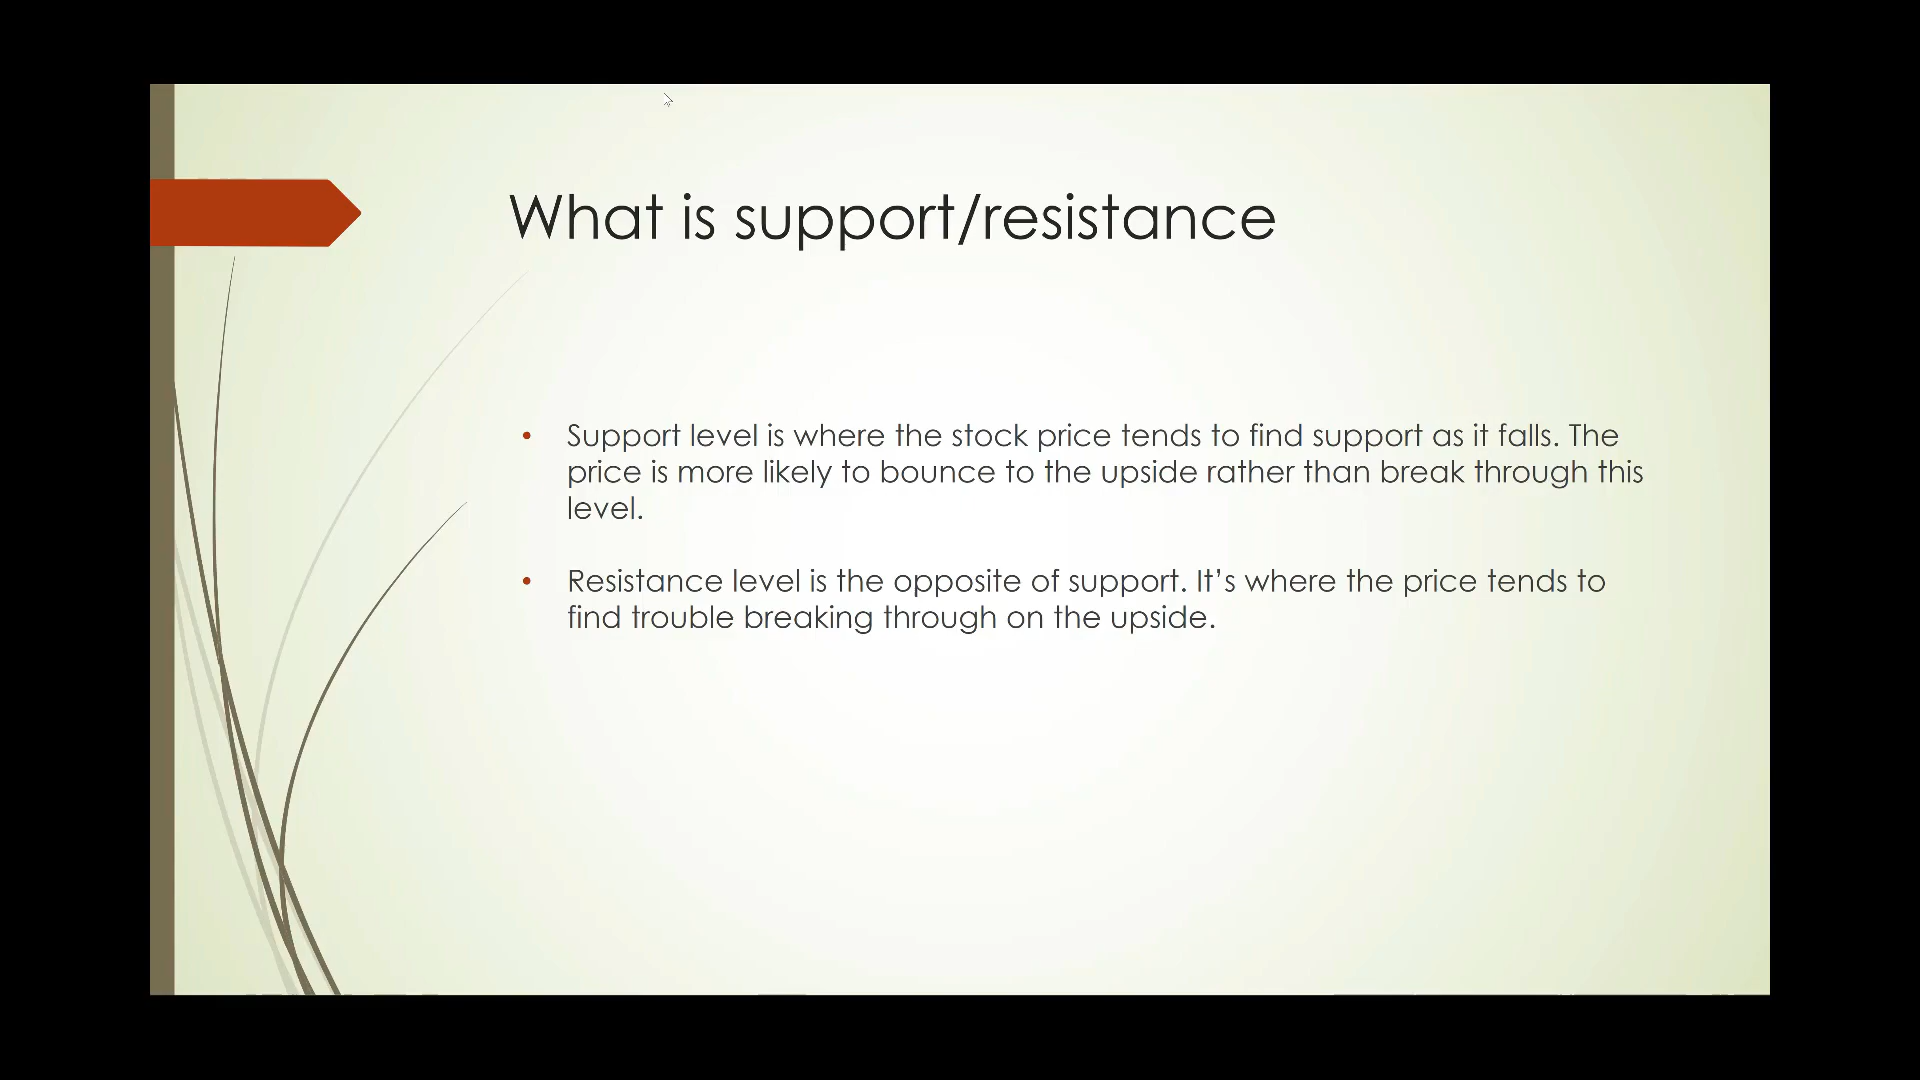 What is support/resistance
• Support level is where the stock price tends to find support as it falls. The
price is more likely to bounce to the upside rather than break through this
level.
• Resistance level is the opposite of support. It’s where the price tends to
find trouble breaking through on the upside.